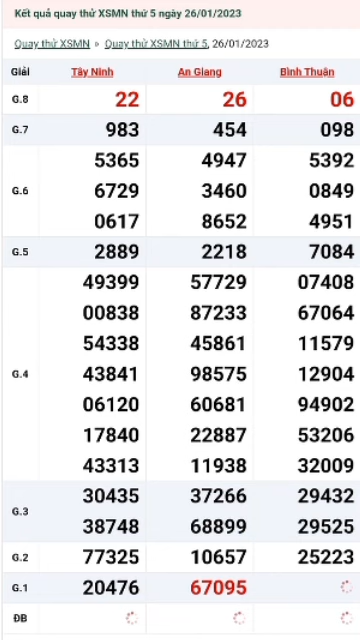 Kết quả quay thử XSMN thứ 5 ngày 26/01/2023
Quay thử XSMN » Quay thử XSMN thứ 5, 26/01/2023
Giải Tây Ninh An Giang Bình Thuận
G.8 22 26 06
G.7 983 454 098
5365 4947 5392
G.6 6729 3460 0849
0617 8652 4951
G.5 2889 2218 7084
49399 57729 07408
00838 87233 67064
54338 45861 11579
G.4 43841 98575 12904
06120 60681 94902
17840 22887 53206
43313 11938 32009
G.3 30435 37266 29432
38748 68899 29525
G.2 77325 10657 25223
G.1 20476 67095
ĐB